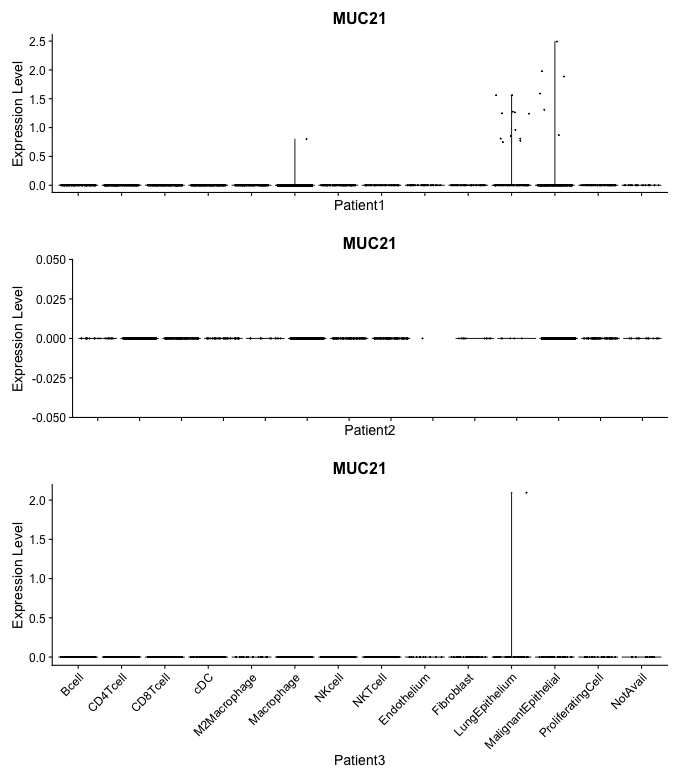 MUC21
Expression Level
2.5
2.0
1.5
1.0
0.5
0.0
Patient1
MUC21
Expression Level
0.050
0.025
0.000
-0.025
-0.050
Patient2
MUC21
Expression Level
2.0
1.5
1.0
0.5
0.0
Bcell
CD4Tcell
CD8Tcell
cDC
M2Macrophage
Macrophage
NKcell
NKTcell
Endothelium
Fibroblast
LungEpithelium
MalignantEpithelial
ProliferatingCell
NotAvail
Patient3